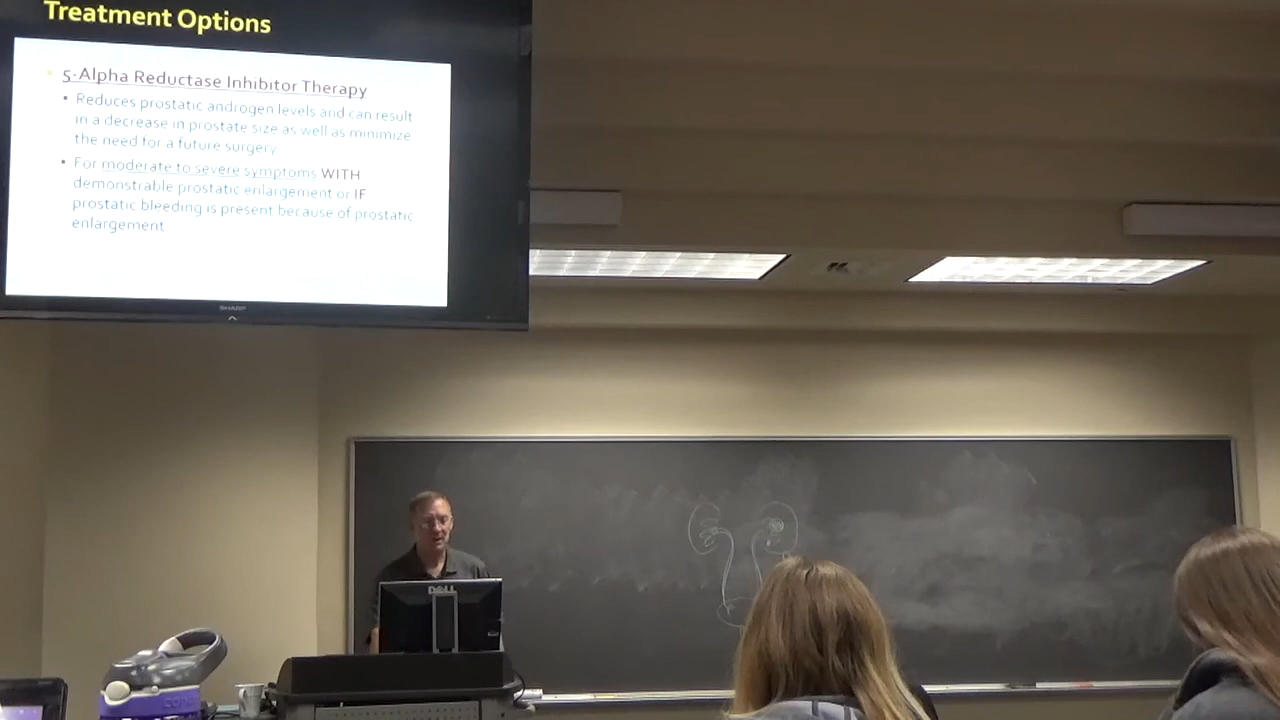 Treatment Options
5-Alpha Reductase Inhibitor Therapy
• Reduces prostatic androgen levels and can result
in a decrease in prostate size as well as minimize
the need for a future surgery.
• For moderate to severe symptoms WITH
demonstrable prostatic enlargement or IF
prostatic bleeding is present because of prostatic
enlargement
SHARP
DELL